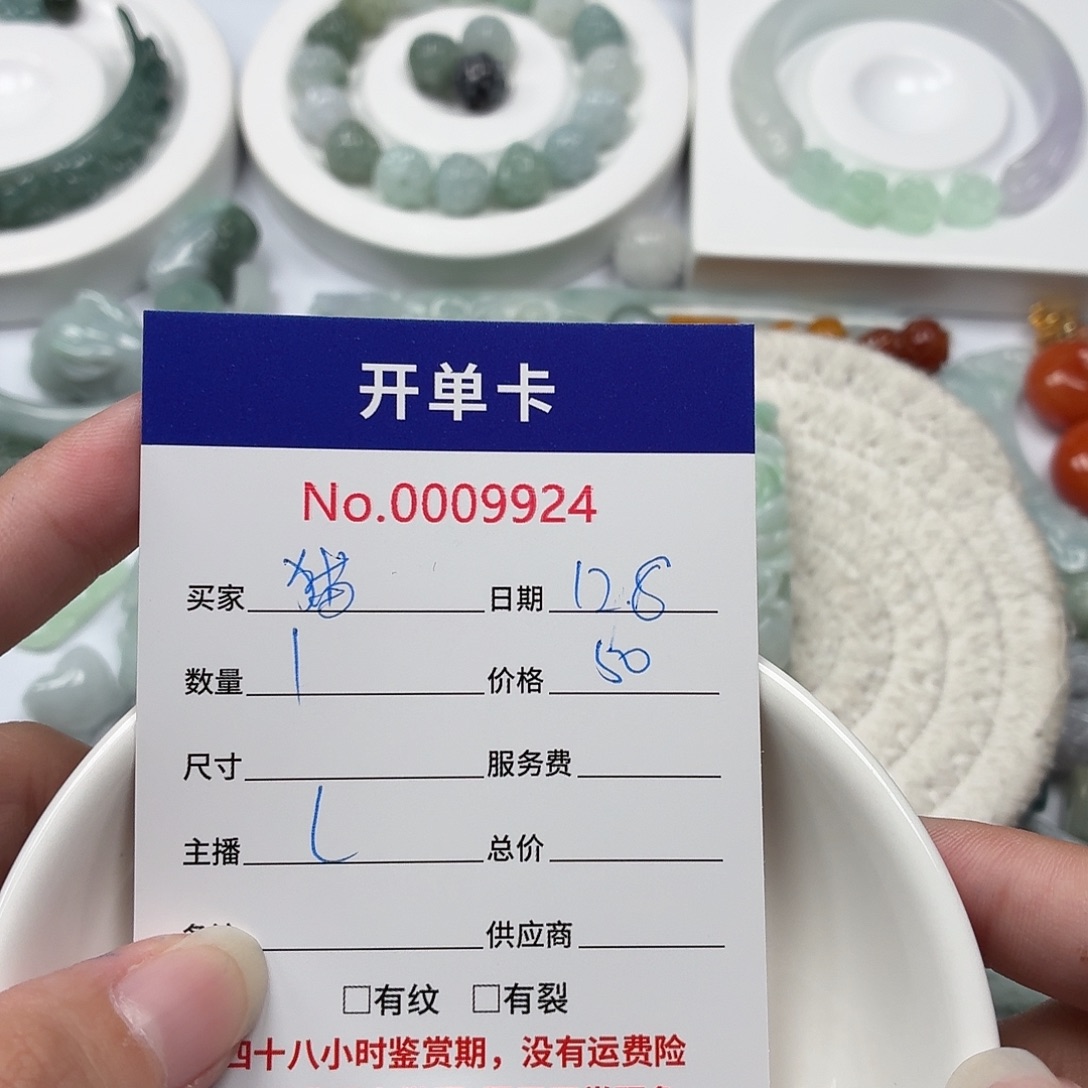 开单卡
No.0009924
买家 猫 日期 12.8
数量 1 价格 50
尺寸 服务费
主播 L 总价
供应商
□有纹 □有裂
四十八小时鉴赏期，没有运费险